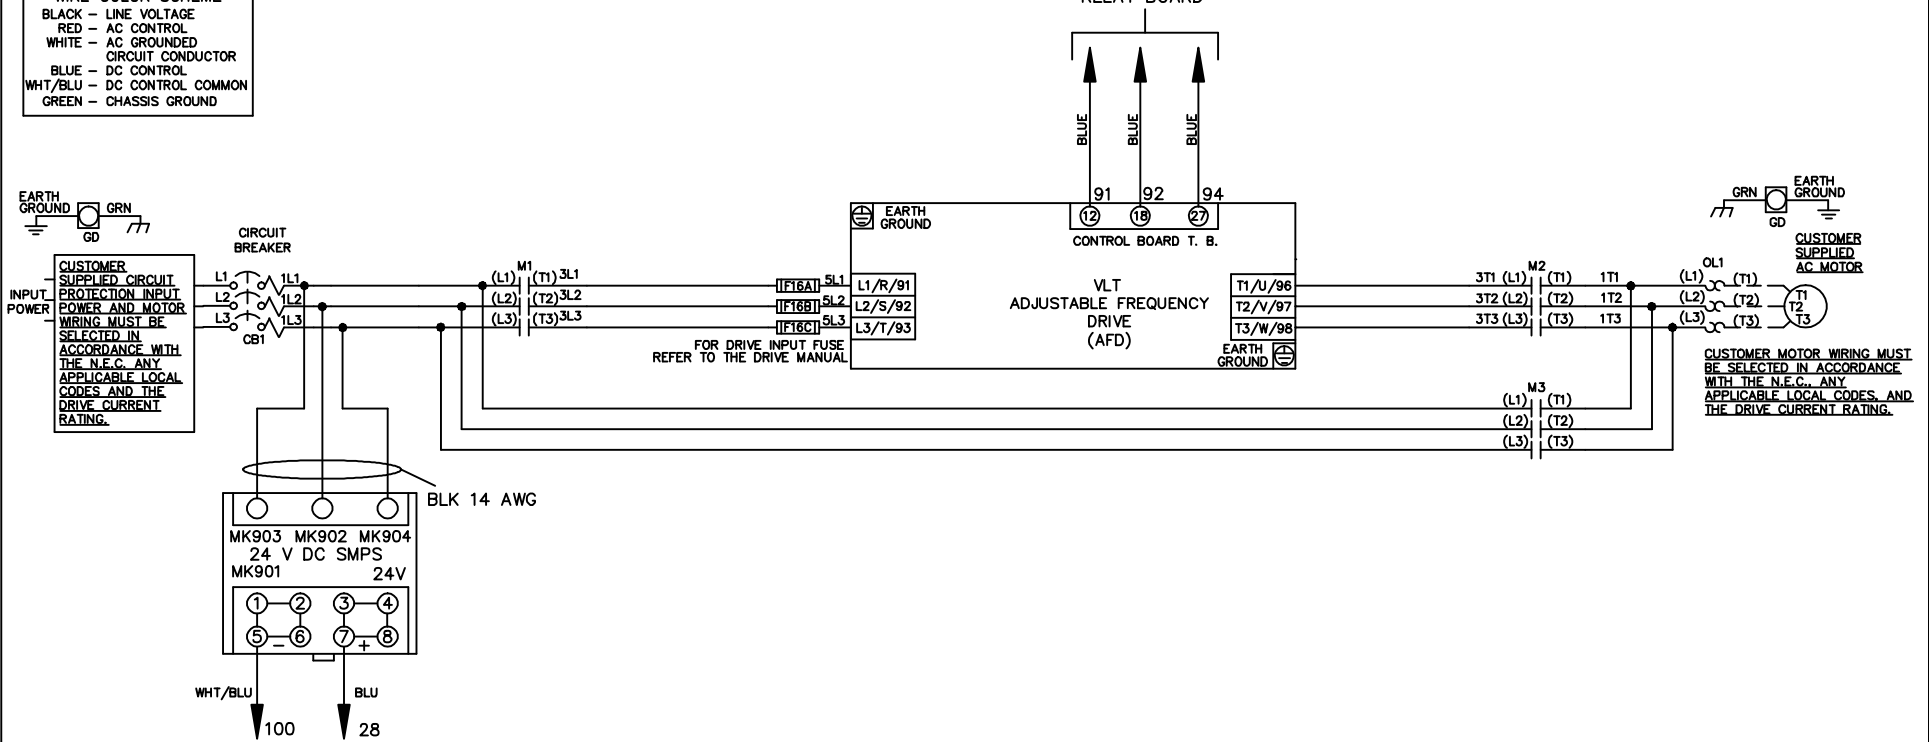 BLACK – LINE VOLTAGE
RED – AC CONTROL
WHITE – AC GROUNDED
CIRCUIT CONDUCTOR
BLUE – DC CONTROL
WHT/BLU – DC CONTROL COMMON
GREEN – CHASSIS GROUND
BLUE
BLUE
BLUE
91
92
94
12
18
27
CONTROL BOARD T. B.
EARTH
GROUND
GRN
GD
EARTH
GROUND
GRN
EARTH
GROUND
GD
CIRCUIT
BREAKER
INPUT
POWER
CUSTOMER
SUPPLIED CIRCUIT
PROTECTION INPUT
POWER AND MOTOR
WIRING MUST BE
SELECTED IN
ACCORDANCE WITH
THE N.E.C. ANY
APPLICABLE LOCAL
CODES AND THE
DRIVE CURRENT
RATING.
L1
L2
L3
1L1
1L2
1L3
CB1
M1
(L1) (T1) 3L1
(L2) (T2) 3L2
(L3) (T3) 3L3
F16A 5L1
F16B 5L2
F16C 5L3
FOR DRIVE INPUT FUSE
REFER TO THE DRIVE MANUAL
L1/R/91
L2/S/92
L3/T/93
VLT
ADJUSTABLE FREQUENCY
DRIVE
(AFD)
T1/U/96
T2/V/97
T3/W/98
EARTH
GROUND
M2
3T1 (L1) (T1) 1T1
3T2 (L2) (T2) 1T2
3T3 (L3) (T3) 1T3
OL1
(L1) (T1)
(L2) (T2)
(L3) (T3)
CUSTOMER
SUPPLIED
AC MOTOR
T1
T2
T3
CUSTOMER MOTOR WIRING MUST
BE SELECTED IN ACCORDANCE
WITH THE N.E.C., ANY
APPLICABLE LOCAL CODES, AND
THE DRIVE CURRENT RATING.
M3
(L1) (T1)
(L2) (T2)
(L3) (T3)
BLK 14 AWG
MK903 MK902 MK904
24 V DC SMPS
MK901 24V
1 2 3 4
5 – 6 7 + 8
WHT/BLU
BLU
100
28